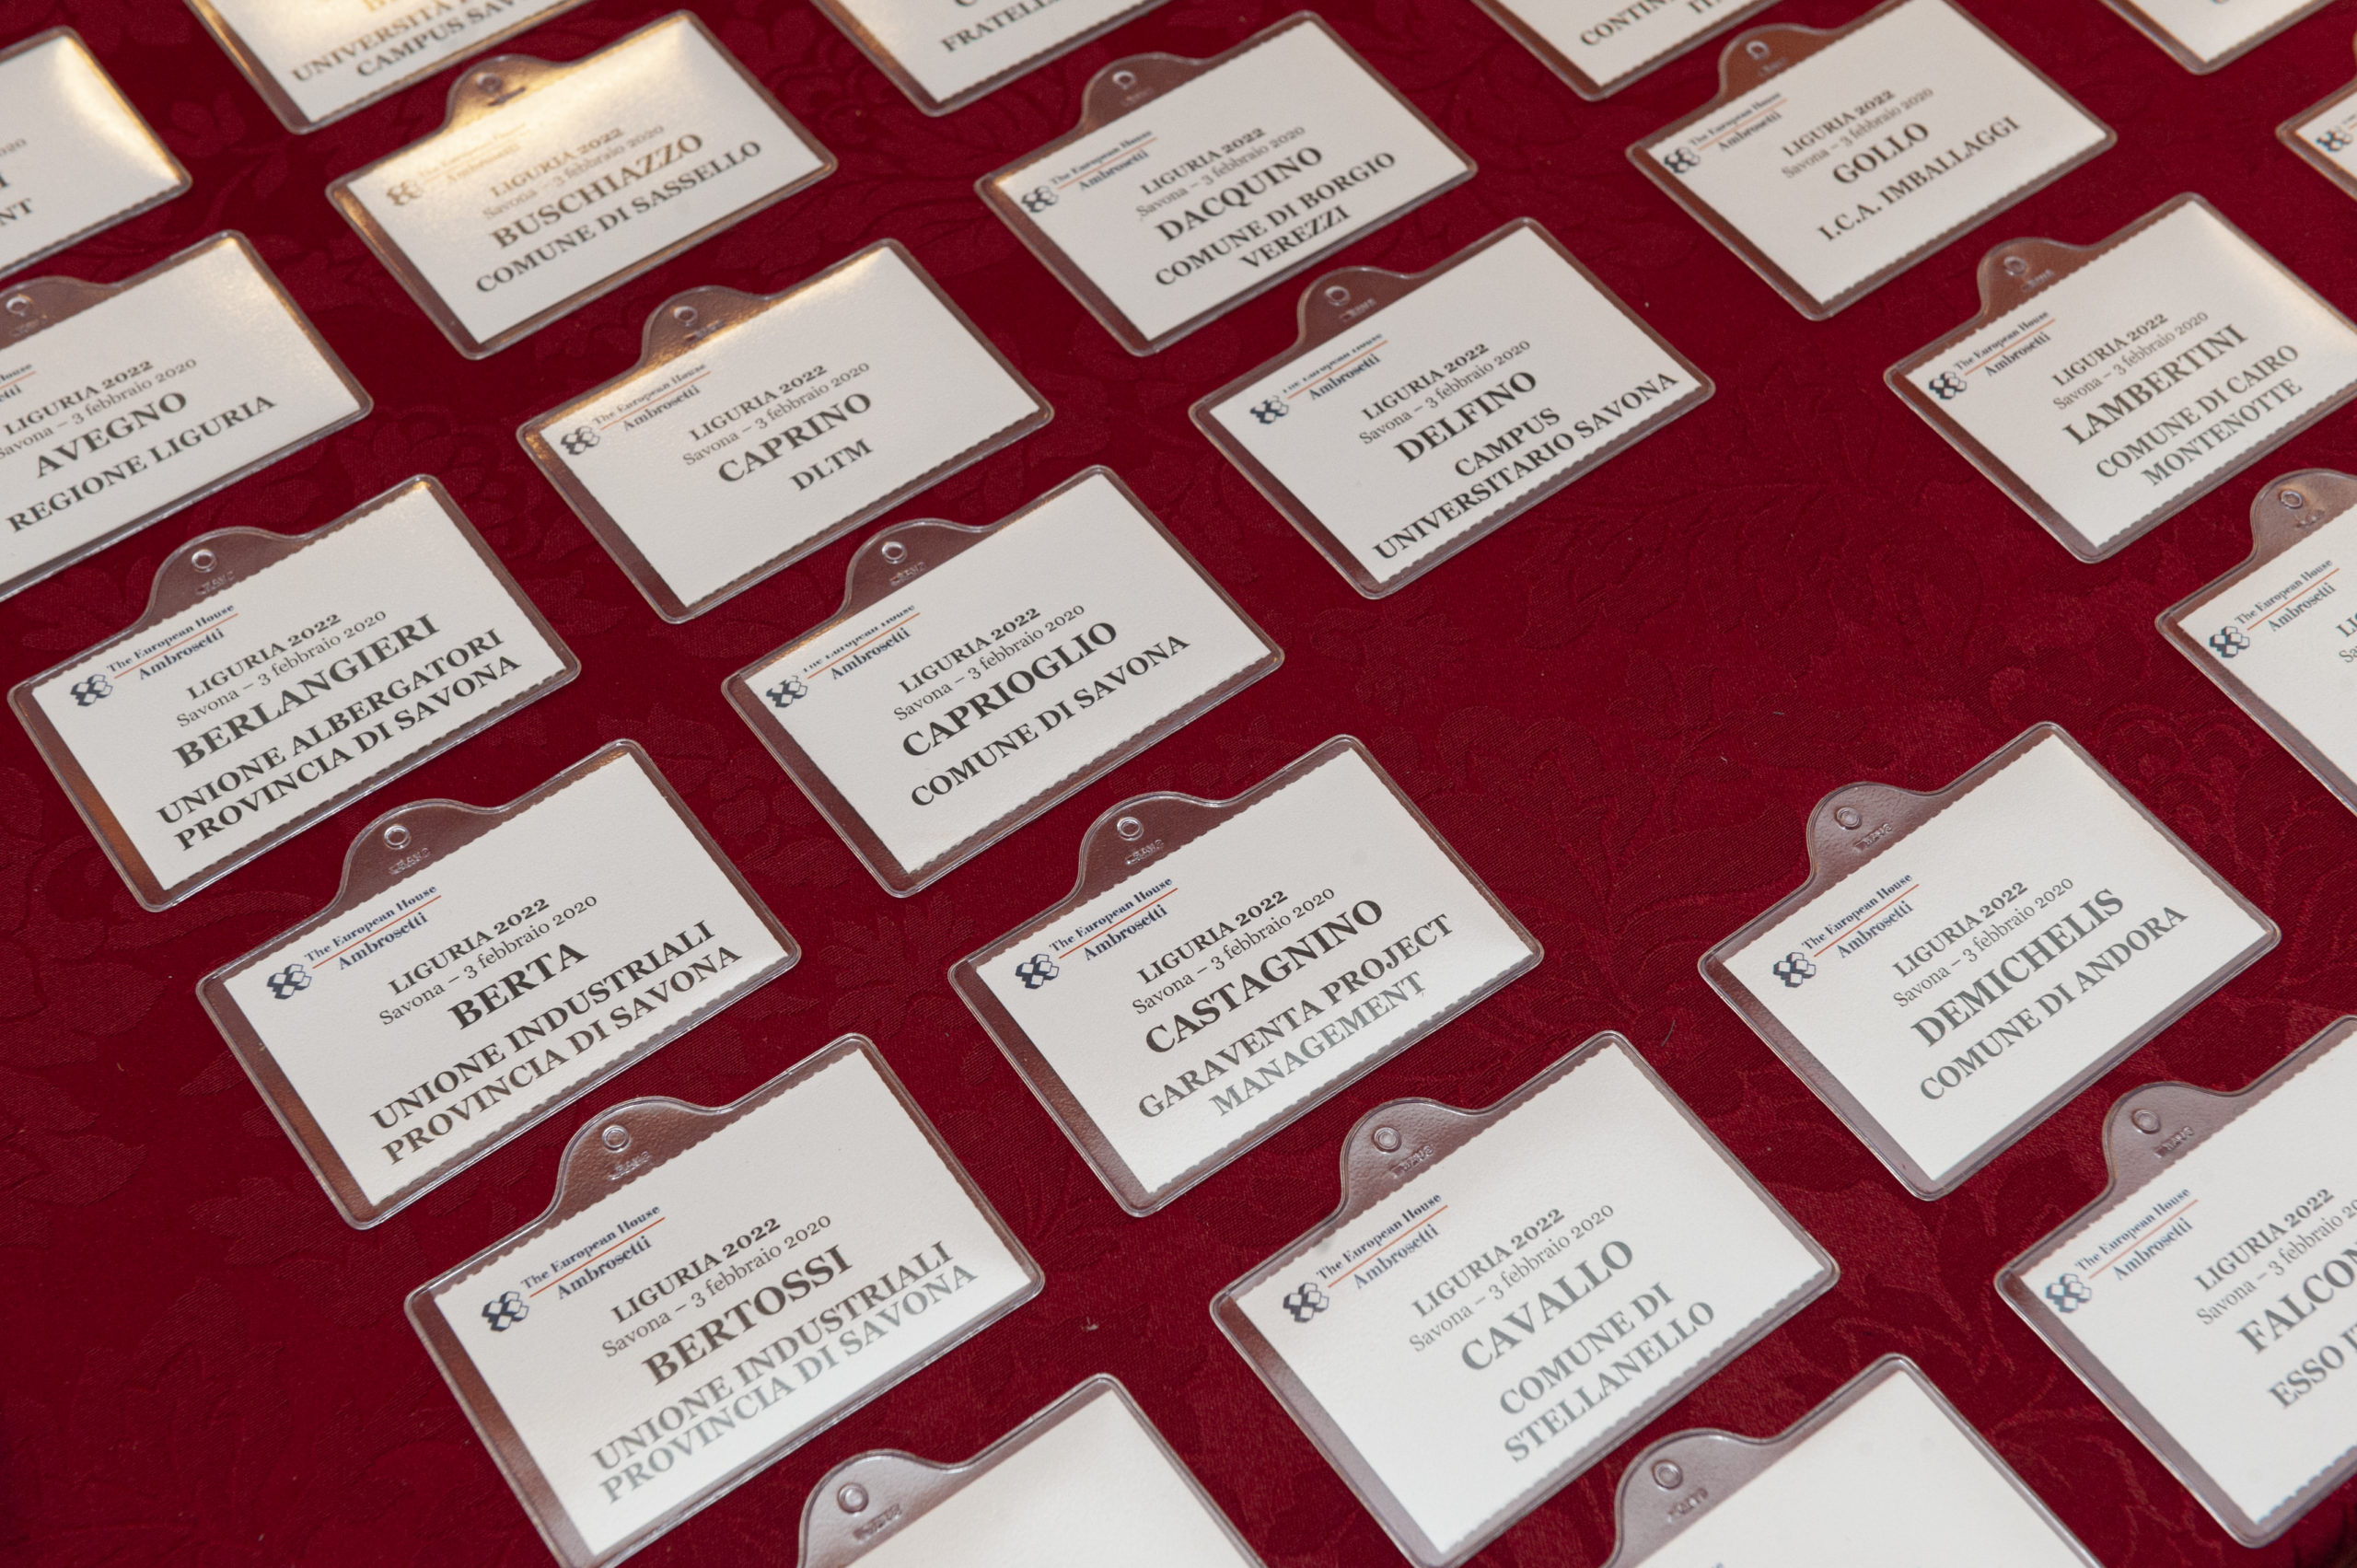 UNIVERSITÀ
CAMPUS
FRATELLI
The European House
Ambrosetti
LIGURIA 2022
Savona – 3 febbraio 2020
BUSCHIAZZO
COMUNE DI SASSELLO
The European House
Ambrosetti
LIGURIA 2022
Savona – 3 febbraio 2020
DACQUINO
COMUNE DI BORGIO
VEREZZI
The European House
Ambrosetti
LIGURIA 2022
Savona – 3 febbraio 2020
GOLLO
I.C.A. IMBALLAGGI
LIGURIA 2022
Savona – 3 febbraio 2020
AVEGNO
REGIONE LIGURIA
The European House
Ambrosetti
LIGURIA 2022
Savona – 3 febbraio 2020
CAPRINO
DLTM
The European House
Ambrosetti
LIGURIA 2022
Savona – 3 febbraio 2020
DELFINO
CAMPUS
UNIVERSITARIO SAVONA
The European House
Ambrosetti
LIGURIA 2022
Savona – 3 febbraio 2020
LAMBERTINI
COMUNE DI CAIRO
MONTENOTTE
The European House
Ambrosetti
LIGURIA 2022
Savona – 3 febbraio 2020
BERLANGIERI
UNIONE ALBERGATORI
PROVINCIA DI SAVONA
The European House
Ambrosetti
LIGURIA 2022
Savona – 3 febbraio 2020
CAPRIOGLIO
COMUNE DI SAVONA
The European House
Ambrosetti
The European House
Ambrosetti
LIGURIA 2022
Savona – 3 febbraio 2020
BERTA
UNIONE INDUSTRIALI
PROVINCIA DI SAVONA
The European House
Ambrosetti
LIGURIA 2022
Savona – 3 febbraio 2020
CASTAGNINO
GARAVENTA PROJECT
MANAGEMENT
The European House
Ambrosetti
LIGURIA 2022
Savona – 3 febbraio 2020
DEMICHELIS
COMUNE DI ANDORA
The European House
Ambrosetti
LIGURIA 2022
Savona – 3 febbraio 2020
BERTOSSI
UNIONE INDUSTRIALI
PROVINCIA DI SAVONA
The European House
Ambrosetti
LIGURIA 2022
Savona – 3 febbraio 2020
CAVALLO
COMUNE DI
STELLANELLO
The European House
Ambrosetti
LIGURIA 2022
Savona – 3 febbraio
FALCON
ESSO